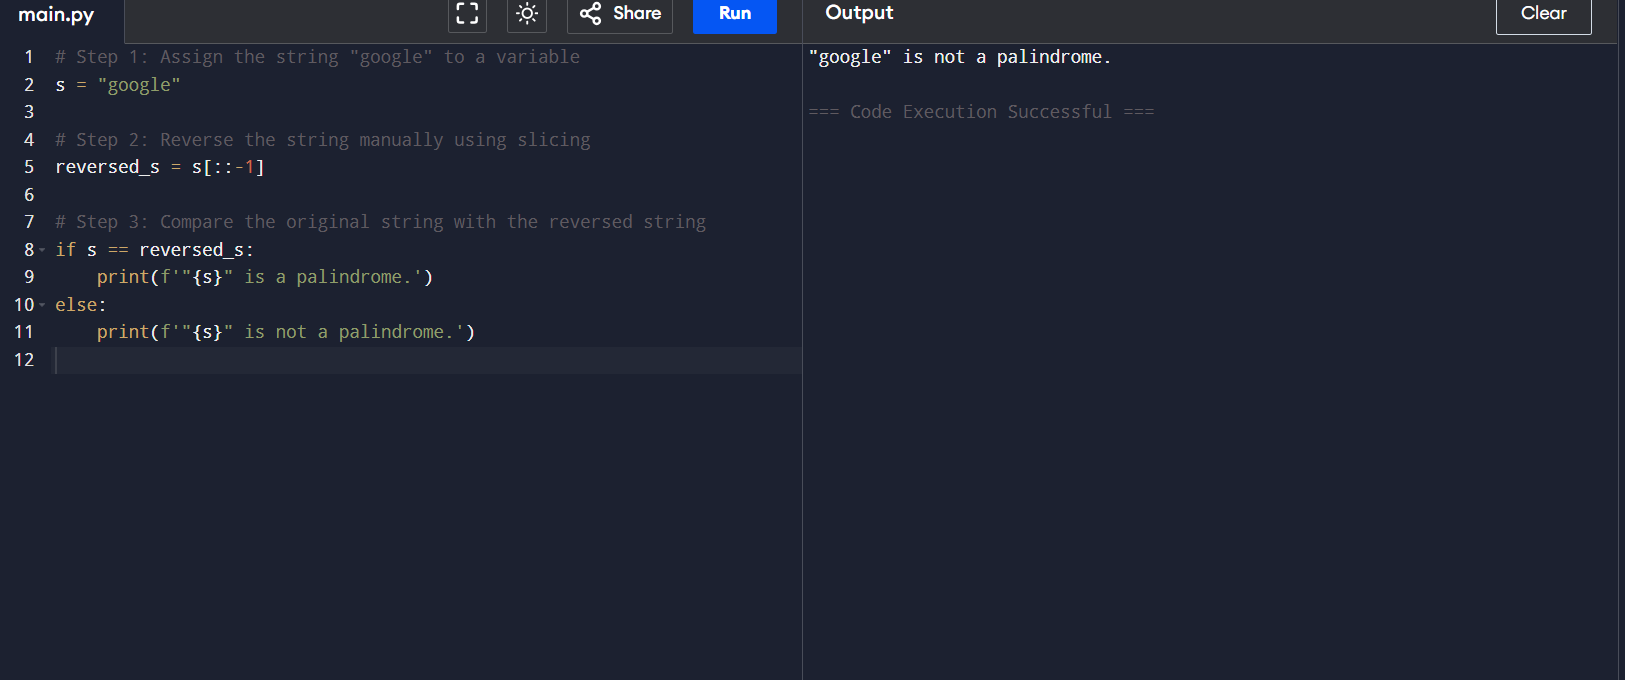 main.py
Share
Run
Output
Clear
1 # Step 1: Assign the string "google" to a variable
2 s = "google"
3
4 # Step 2: Reverse the string manually using slicing
5 reversed_s = s[::-1]
6
7 # Step 3: Compare the original string with the reversed string
8 if s == reversed_s:
9     print(f'"{s}" is a palindrome.')
10 else:
11     print(f'"{s}" is not a palindrome.')
12
"google" is not a palindrome.
=== Code Execution Successful ===